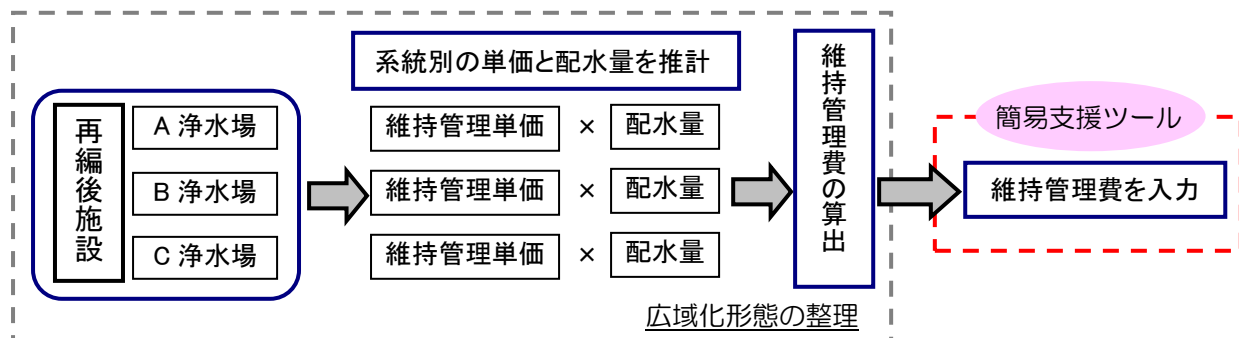 系統別の単価と配水量を推計
再編後施設
A 浄水場
B 浄水場
C 浄水場
維持管理単価 × 配水量
維持管理単価 × 配水量
維持管理単価 × 配水量
維持管理費の算出
広域化形態の整理
簡易支援ツール
維持管理費を入力